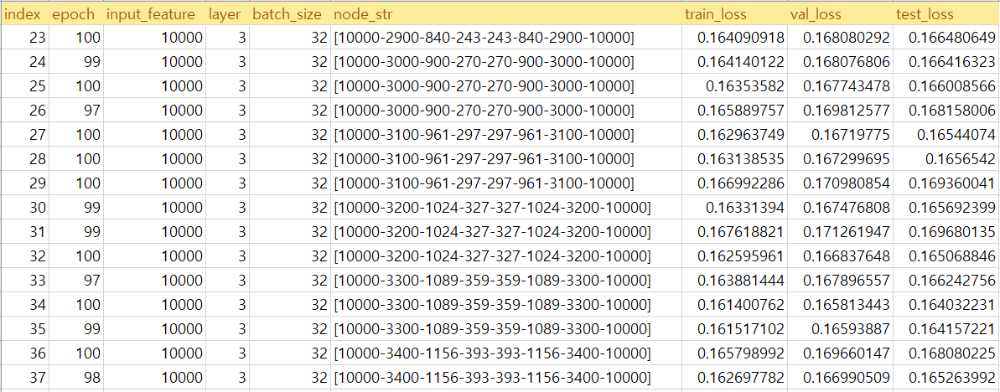 index epoch input_feature layer batch_size node_str train_loss val_loss test_loss
23 100 10000 3 32 [10000-2900-840-243-243-840-2900-10000] 0.164090918 0.168080292 0.166480649
24 99 10000 3 32 [10000-3000-900-270-270-900-3000-10000] 0.164140122 0.168076806 0.166416323
25 100 10000 3 32 [10000-3000-900-270-270-900-3000-10000] 0.16353582 0.167743478 0.166008566
26 97 10000 3 32 [10000-3000-900-270-270-900-3000-10000] 0.165889757 0.169812577 0.168158006
27 100 10000 3 32 [10000-3100-961-297-297-961-3100-10000] 0.162963749 0.16719775 0.16544074
28 100 10000 3 32 [10000-3100-961-297-297-961-3100-10000] 0.163138535 0.167299695 0.1656542
29 100 10000 3 32 [10000-3100-961-297-297-961-3100-10000] 0.166992286 0.170980854 0.169360041
30 99 10000 3 32 [10000-3200-1024-327-327-1024-3200-10000] 0.16331394 0.167476808 0.165692399
31 99 10000 3 32 [10000-3200-1024-327-327-1024-3200-10000] 0.167618821 0.171261947 0.169680135
32 100 10000 3 32 [10000-3200-1024-327-327-1024-3200-10000] 0.162595961 0.166837648 0.165068846
33 97 10000 3 32 [10000-3300-1089-359-359-1089-3300-10000] 0.163881444 0.167896557 0.166242756
34 100 10000 3 32 [10000-3300-1089-359-359-1089-3300-10000] 0.161400762 0.165813443 0.164032231
35 99 10000 3 32 [10000-3300-1089-359-359-1089-3300-10000] 0.161517102 0.16593887 0.164157221
36 100 10000 3 32 [10000-3400-1156-393-393-1156-3400-10000] 0.165798992 0.169660147 0.168080225
37 98 10000 3 32 [10000-3400-1156-393-393-1156-3400-10000] 0.162697782 0.166990509 0.165263992